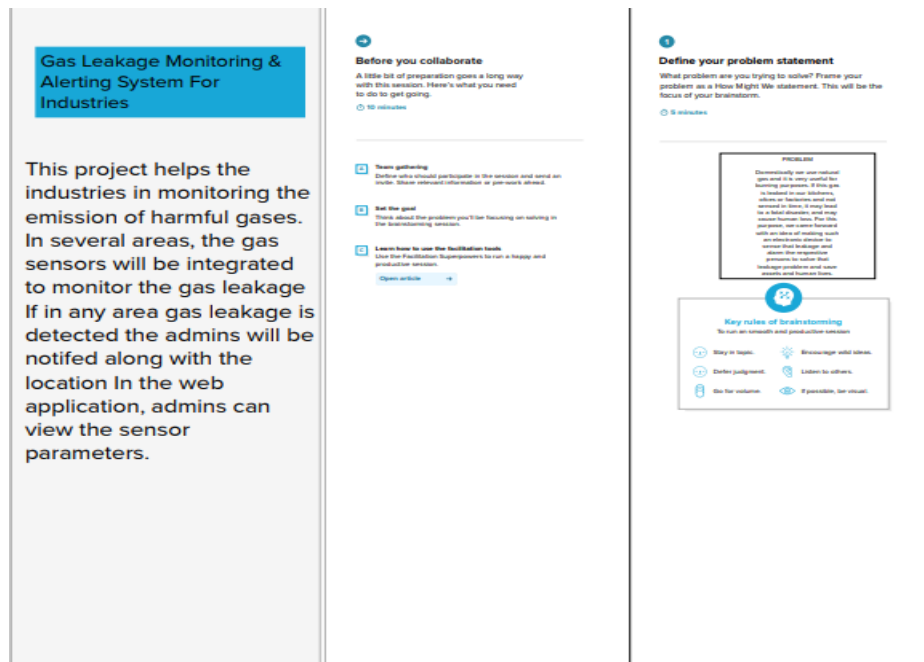 Gas Leakage Monitoring &
Alerting System For
Industries
This project helps the
industries in monitoring the
emission of harmful gases.
In several areas, the gas
sensors will be integrated
to monitor the gas leakage
If in any area gas leakage is
detected the admins will be
notifed along with the
location In the web
application, admins can
view the sensor
parameters.
Before you collaborate
A little bit of preparation goes a long way
with this session. Here's what you need
to do to get going.
10 minutes
A Team gathering
Define who should participate in the session and send an
invite. Share relevant information or pre-work ahead.
B Set the goal
Think about the problem you'll be focusing on solving in
the brainstorming session.
C Learn how to use the facilitation tools
Use the Facilitation Superpowers to run a happy and
productive session.
Open article
1
Define your problem statement
What problem are you trying to solve? Frame your
problem as a How Might We statement. This will be the
focus of your brainstorm.
5 minutes
PROBLEM
Domestically we use natural
gas and it is very useful for
burning purposes. If this gas
is leaked in our kitchens,
offices or factories and not
sensed in time, it may lead
to a fatal disaster, and may
cause human loss. For this
purpose, we came forward
with an idea of making such
an electronic device to
sense that leakage and
alarm the respective
persons to solve that
leakage problem and save
assets and human lives.
Key rules of brainstorming
To run an smooth and productive session
Stay in topic.
Encourage wild ideas.
Defer judgment.
Listen to others.
Go for volume.
If possible, be visual.